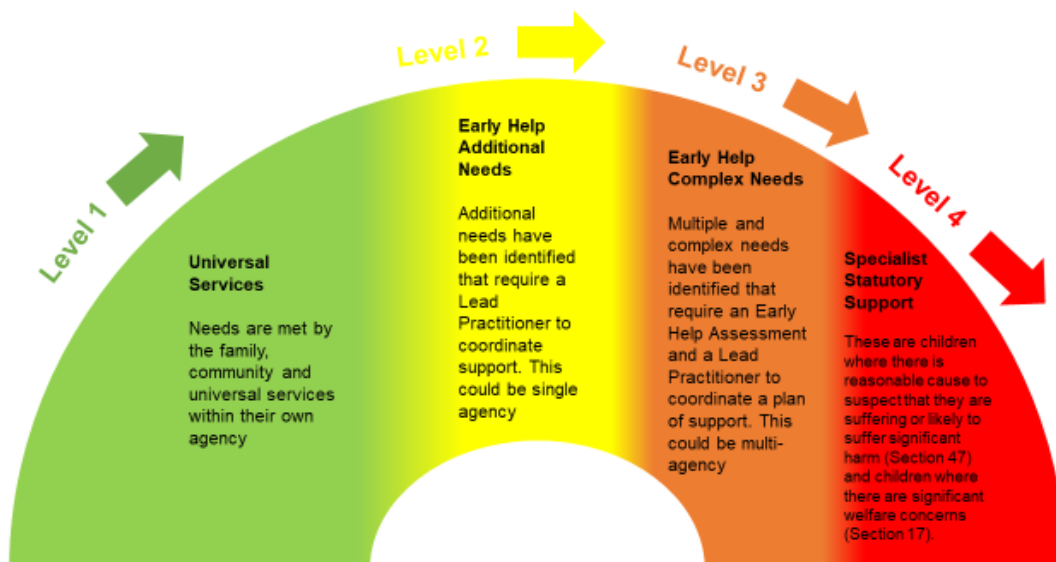 Level 1
Universal
Services
Needs are met by
the family,
community and
universal services
within their own
agency
Level 2
Early Help
Additional
Needs
Additional
needs have
been identified
that require a
Lead
Practitioner to
coordinate
support. This
could be single
agency
Level 3
Early Help
Complex Needs
Multiple and
complex needs
have been
identified that
require an Early
Help Assessment
and a Lead
Practitioner to
coordinate a plan
of support. This
could be multi-
agency
Level 4
Specialist
Statutory
Support
These are children
where there is
reasonable cause to
suspect that they are
suffering or likely to
suffer significant
harm (Section 47)
and children where
there are significant
welfare concerns
(Section 17).